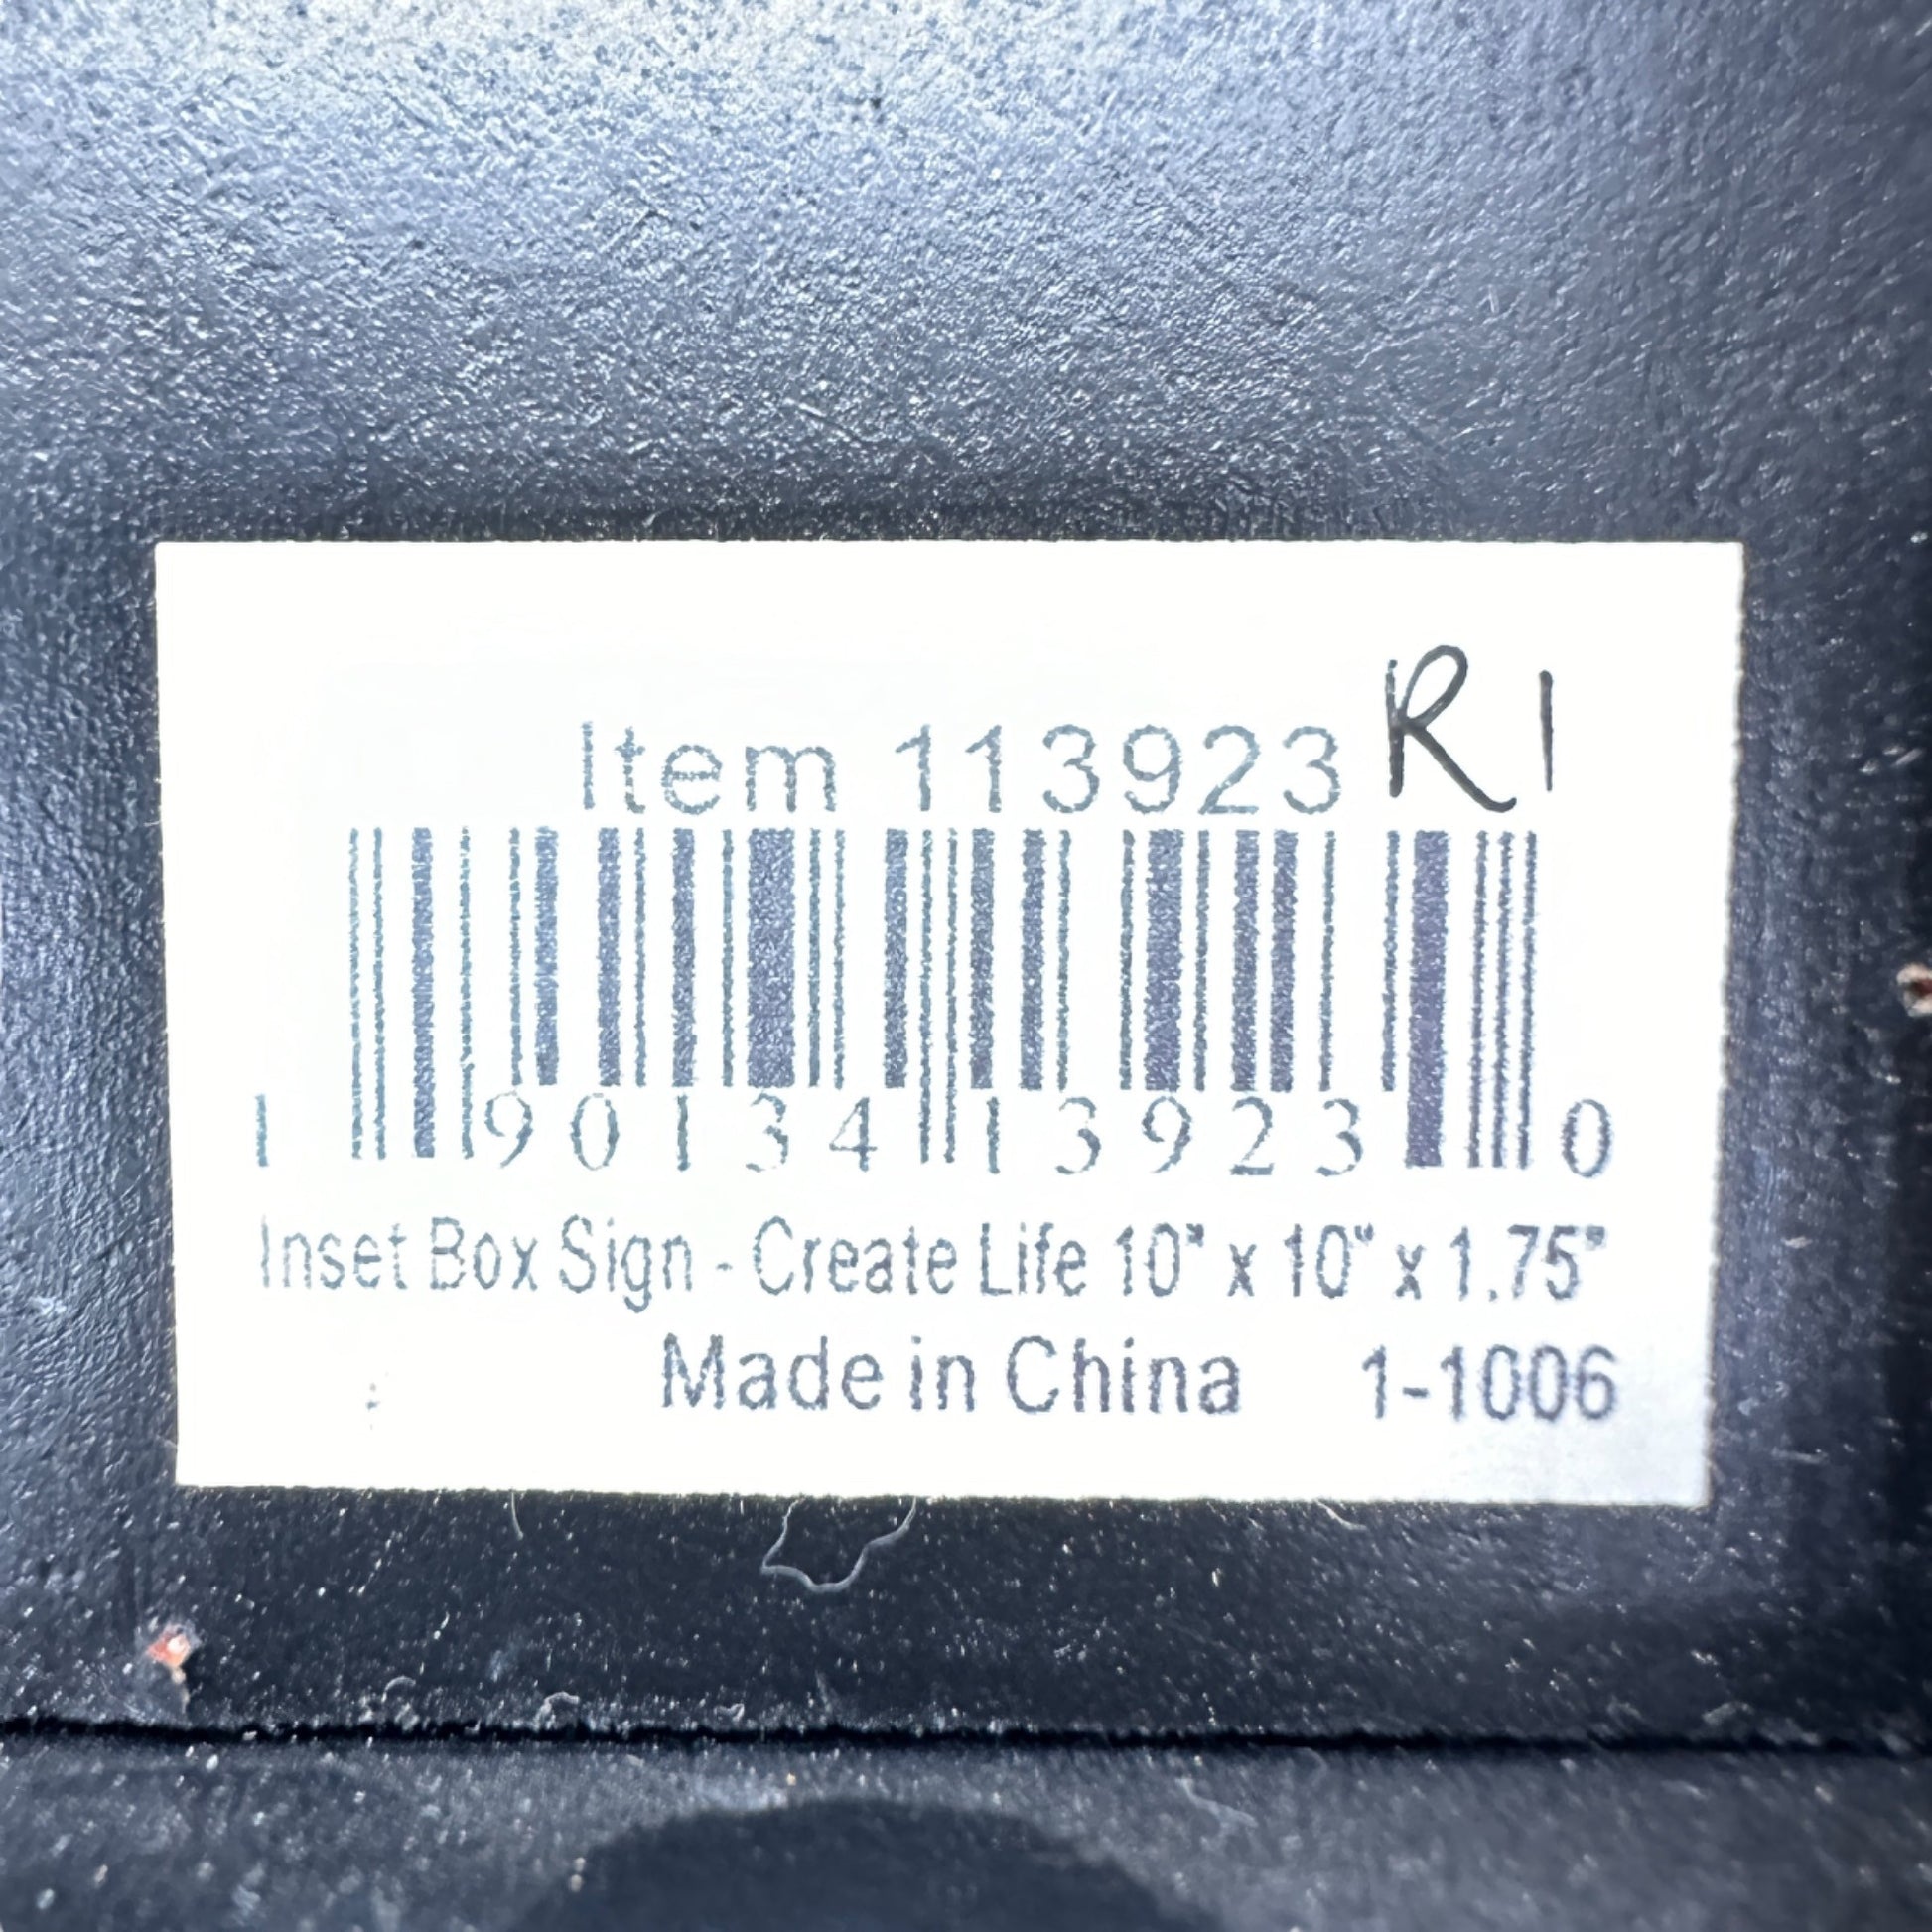 Item 113923 R1
1 90134 13923 0
Inset Box Sign - Create Life 10" x 10" x 1.75"
Made in China 1-1006